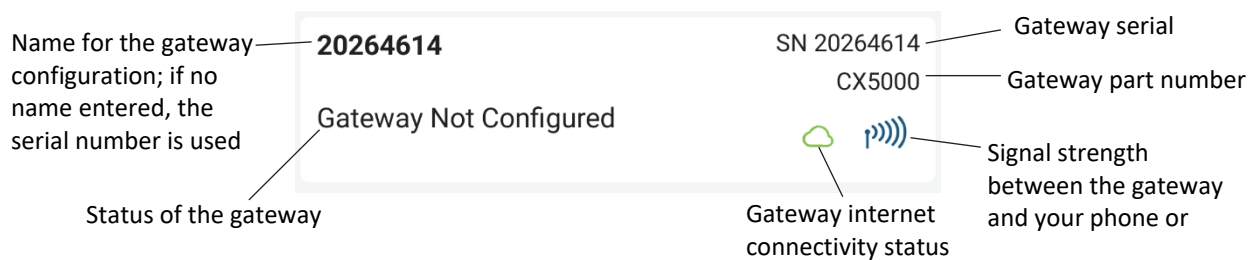 Name for the gateway
configuration; if no
name entered, the
serial number is used
20264614
SN 20264614
Gateway serial
CX5000
Gateway part number
Gateway Not Configured
Signal strength
between the gateway
and your phone or
Status of the gateway
Gateway internet
connectivity status